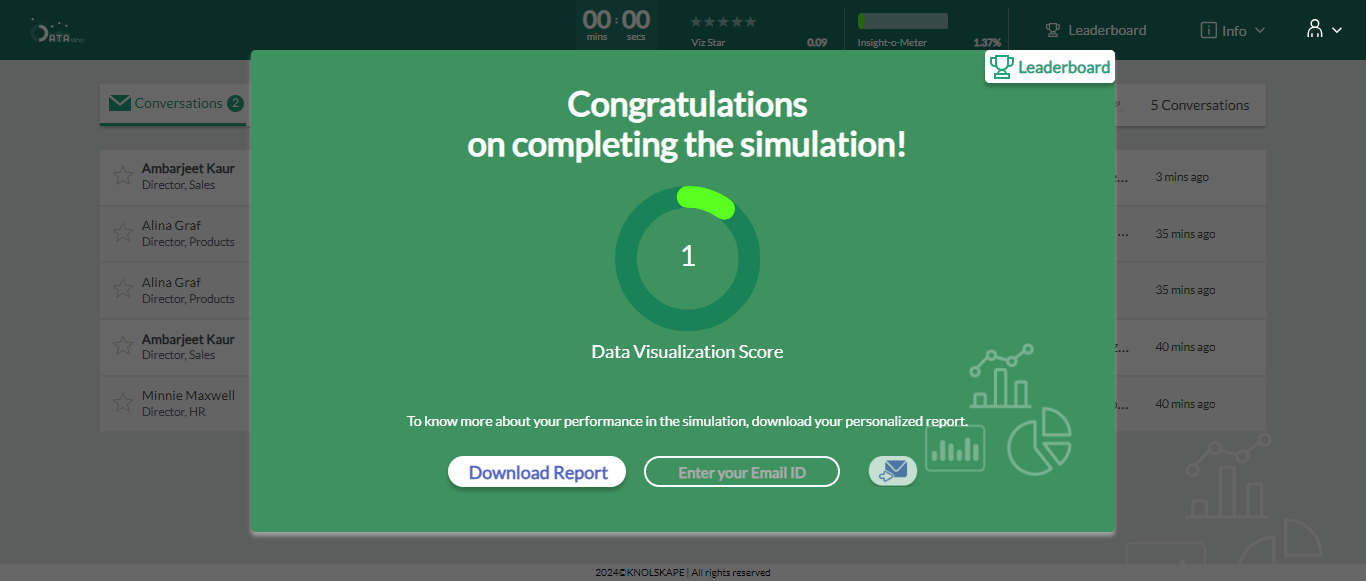 00 : 00
mins secs
Viz Star 0.09
Insight-o-Meter 1.37%
Leaderboard
Info
DATA
Leaderboard
Conversations 2
5 Conversations
Congratulations
on completing the simulation!
Ambarjeet Kaur
Director, Sales
3 mins ago
Alina Graf
Director, Products
35 mins ago
Alina Graf
Director, Products
35 mins ago
Ambarjeet Kaur
Director, Sales
40 mins ago
Minnie Maxwell
Director, HR
40 mins ago
1
Data Visualization Score
To know more about your performance in the simulation, download your personalized report.
Download Report
Enter your Email ID
2024©KNOLSKAPE | All rights reserved